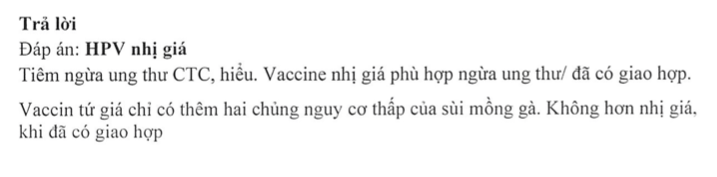 Trả lời
Đáp án: HPV nhị giá
Tiêm ngừa ung thư CTC, hiểu. Vaccine nhị giá phù hợp ngừa ung thư/ đã có giao hợp.
Vaccin tứ giá chỉ có thêm hai chủng nguy cơ thấp của sùi mồng gà. Không hơn nhị giá,
khi đã có giao hợp